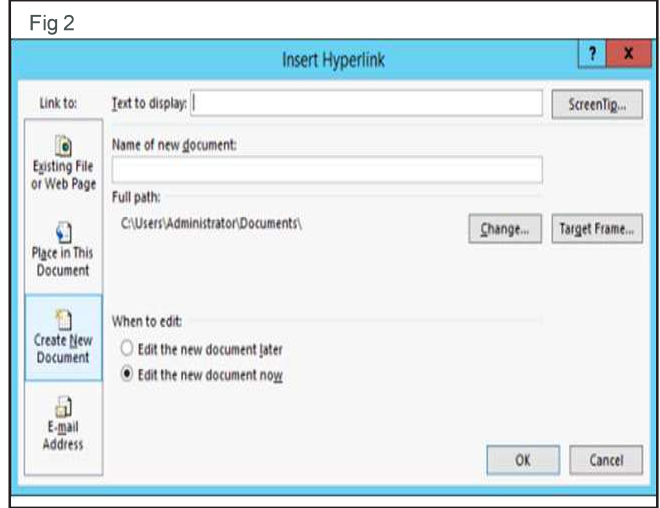 Fig 2
Insert Hyperlink
? X
Link to:
Text to display:
ScreenTip...
Existing File
or Web Page
Place in This
Document
Create New
Document
E-mail
Address
Name of new document:
Full path:
C:\Users\Administrator\Documents\
Change...
Target Frame...
When to edit:
Edit the new document later
Edit the new document now
OK
Cancel